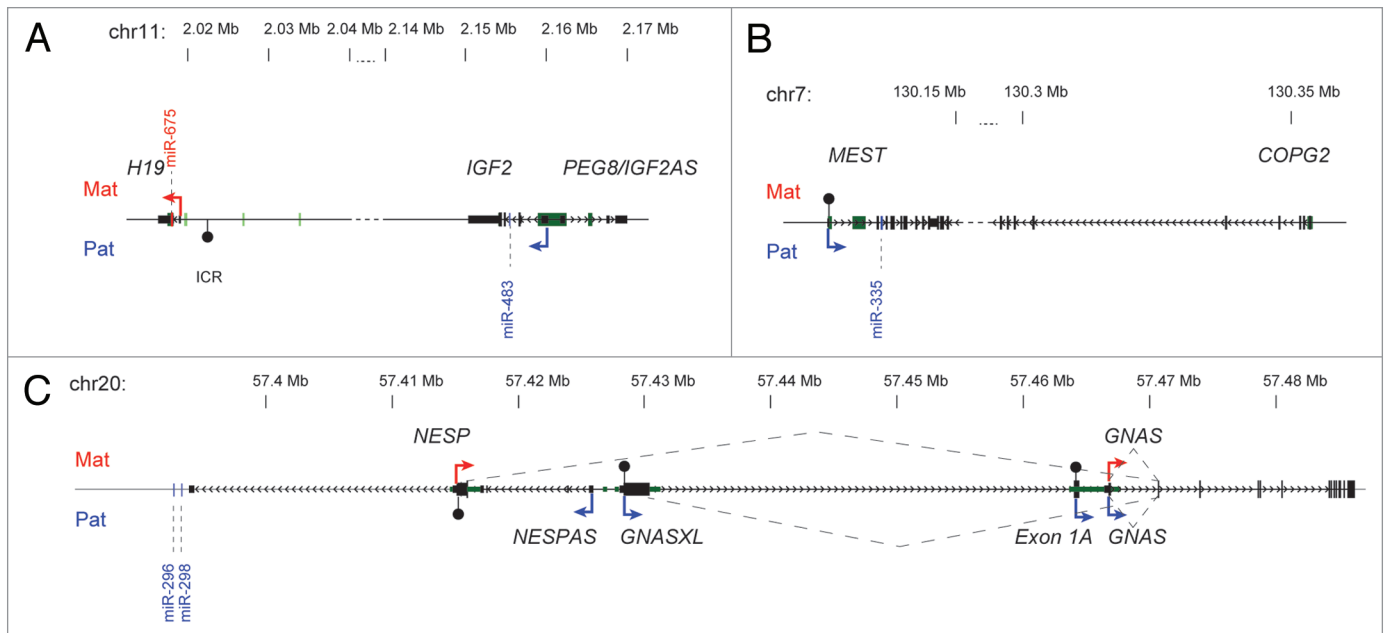 A
chr11: 2.02 Mb 2.03 Mb 2.04 Mb 2.14 Mb 2.15 Mb 2.16 Mb 2.17 Mb
miR-675
H19 IGF2 PEG8/IGF2AS
Mat
Pat
ICR
miR-483
B
chr7: 130.15 Mb 130.3 Mb 130.35 Mb
MEST COPG2
Mat
Pat
miR-335
C
chr20: 57.4 Mb 57.41 Mb 57.42 Mb 57.43 Mb 57.44 Mb 57.45 Mb 57.46 Mb 57.47 Mb 57.48 Mb
NESP GNAS
Mat
Pat
NESPAS GNASXL Exon 1A GNAS
miR-296
miR-298